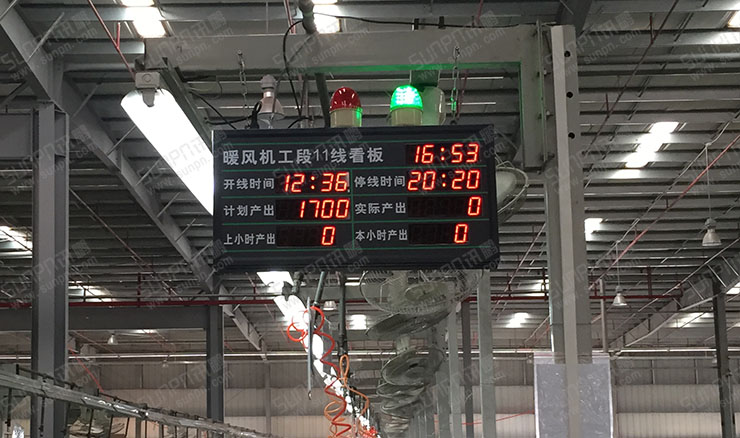 暖风机工段11线看板 16:53
开线时间 12:36 停线时间 20:20
计划产出 1700 实际产出 0
上小时产出 0 本小时产出 0